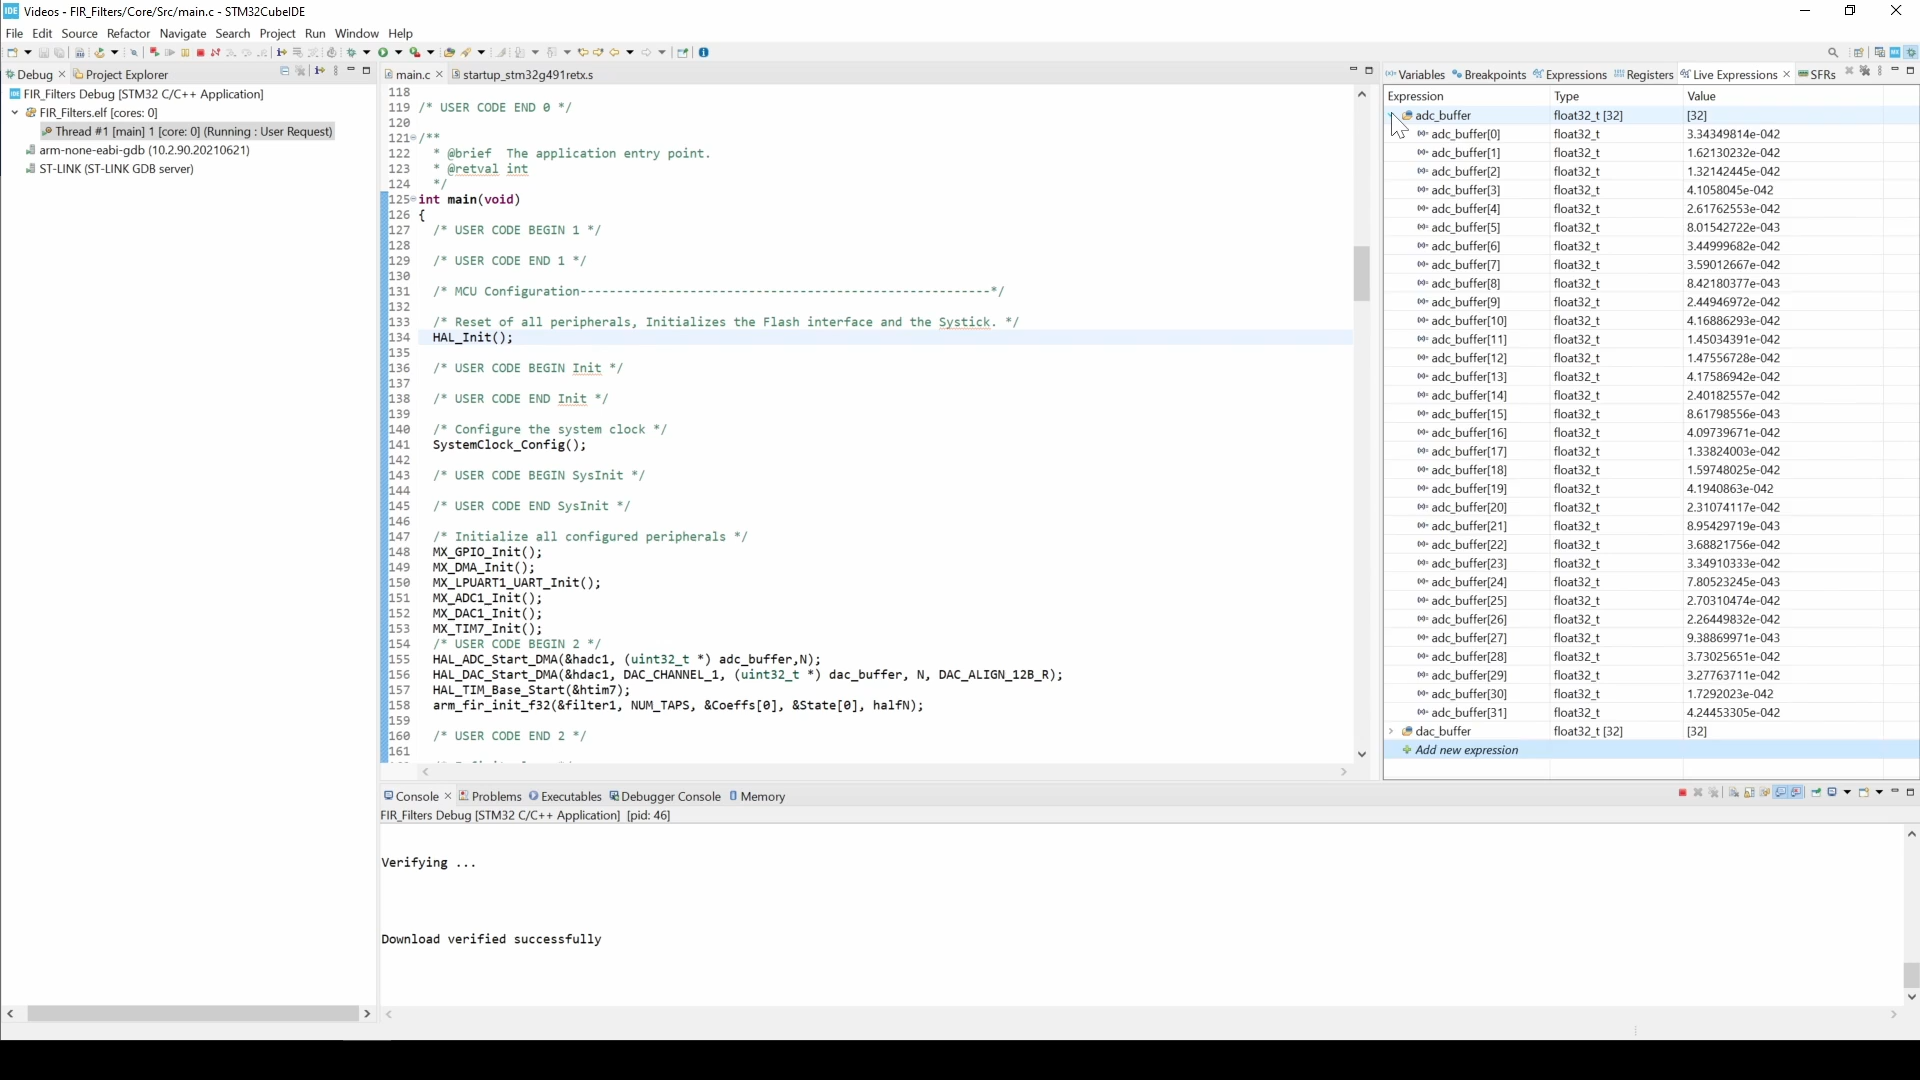 Videos - FIR_Filters/Core/Src/main.c - STM32CubeIDE
File Edit Source Refactor Navigate Search Project Run Window Help
Debug Project Explorer
FIR_Filters Debug [STM32 C/C++ Application]
FIR_Filters.elf [cores: 0]
Thread #1 [main] 1 [core: 0] (Running : User Request)
arm-none-eabi-gdb (10.2.90.20210621)
ST-LINK (ST-LINK GDB server)
main.c startup_stm32g491retx.s
118
119 /* USER CODE END 0 */
120
121 /**
122 * @brief The application entry point.
123 * @retval int
124 */
125 int main(void)
126 {
127 /* USER CODE BEGIN 1 */
128
129 /* USER CODE END 1 */
130
131 /* MCU Configuration--------------------------------------------------------*/
132
133 /* Reset of all peripherals, Initializes the Flash interface and the Systick. */
134 HAL_Init();
135
136 /* USER CODE BEGIN Init */
137
138 /* USER CODE END Init */
139
140 /* Configure the system clock */
141 SystemClock_Config();
142
143 /* USER CODE BEGIN SysInit */
144
145 /* USER CODE END SysInit */
146
147 /* Initialize all configured peripherals */
148 MX_GPIO_Init();
149 MX_DMA_Init();
150 MX_LPUART1_UART_Init();
151 MX_ADC1_Init();
152 MX_DAC1_Init();
153 MX_TIM7_Init();
154 /* USER CODE BEGIN 2 */
155 HAL_ADC_Start_DMA(&hadc1, (uint32_t *) adc_buffer,N);
156 HAL_DAC_Start_DMA(&hdac1, DAC_CHANNEL_1, (uint32_t *) dac_buffer, N, DAC_ALIGN_12B_R);
157 HAL_TIM_Base_Start(&htim7);
158 arm_fir_init_f32(&filter1, NUM_TAPS, &Coeffs[0], &State[0], halfN);
159
160 /* USER CODE END 2 */
161
Variables Breakpoints Expressions Registers Live Expressions SFRs
Expression Type Value
adc_buffer float32_t [32] [32]
adc_buffer[0] float32_t 3.34349814e-042
adc_buffer[1] float32_t 1.62130232e-042
adc_buffer[2] float32_t 1.32142445e-042
adc_buffer[3] float32_t 4.1058045e-042
adc_buffer[4] float32_t 2.61762553e-042
adc_buffer[5] float32_t 8.01542722e-043
adc_buffer[6] float32_t 3.44999682e-042
adc_buffer[7] float32_t 3.59012667e-042
adc_buffer[8] float32_t 8.42180377e-043
adc_buffer[9] float32_t 2.44946972e-042
adc_buffer[10] float32_t 4.16886293e-042
adc_buffer[11] float32_t 1.45034391e-042
adc_buffer[12] float32_t 1.47556728e-042
adc_buffer[13] float32_t 4.17586942e-042
adc_buffer[14] float32_t 2.40182557e-042
adc_buffer[15] float32_t 8.61798556e-043
adc_buffer[16] float32_t 4.09739671e-042
adc_buffer[17] float32_t 1.33824003e-042
adc_buffer[18] float32_t 1.59748025e-042
adc_buffer[19] float32_t 4.1940863e-042
adc_buffer[20] float32_t 2.31074117e-042
adc_buffer[21] float32_t 8.95429719e-043
adc_buffer[22] float32_t 3.68821756e-042
adc_buffer[23] float32_t 3.34910333e-042
adc_buffer[24] float32_t 7.80523245e-043
adc_buffer[25] float32_t 2.70310474e-042
adc_buffer[26] float32_t 2.26449832e-042
adc_buffer[27] float32_t 9.38869971e-043
adc_buffer[28] float32_t 3.73025651e-042
adc_buffer[29] float32_t 3.27763711e-042
adc_buffer[30] float32_t 1.7292023e-042
adc_buffer[31] float32_t 4.24453305e-042
dac_buffer float32_t [32] [32]
Add new expression
Console Problems Executables Debugger Console Memory
FIR_Filters Debug [STM32 C/C++ Application] [pid: 46]
Verifying ...
Download verified successfully